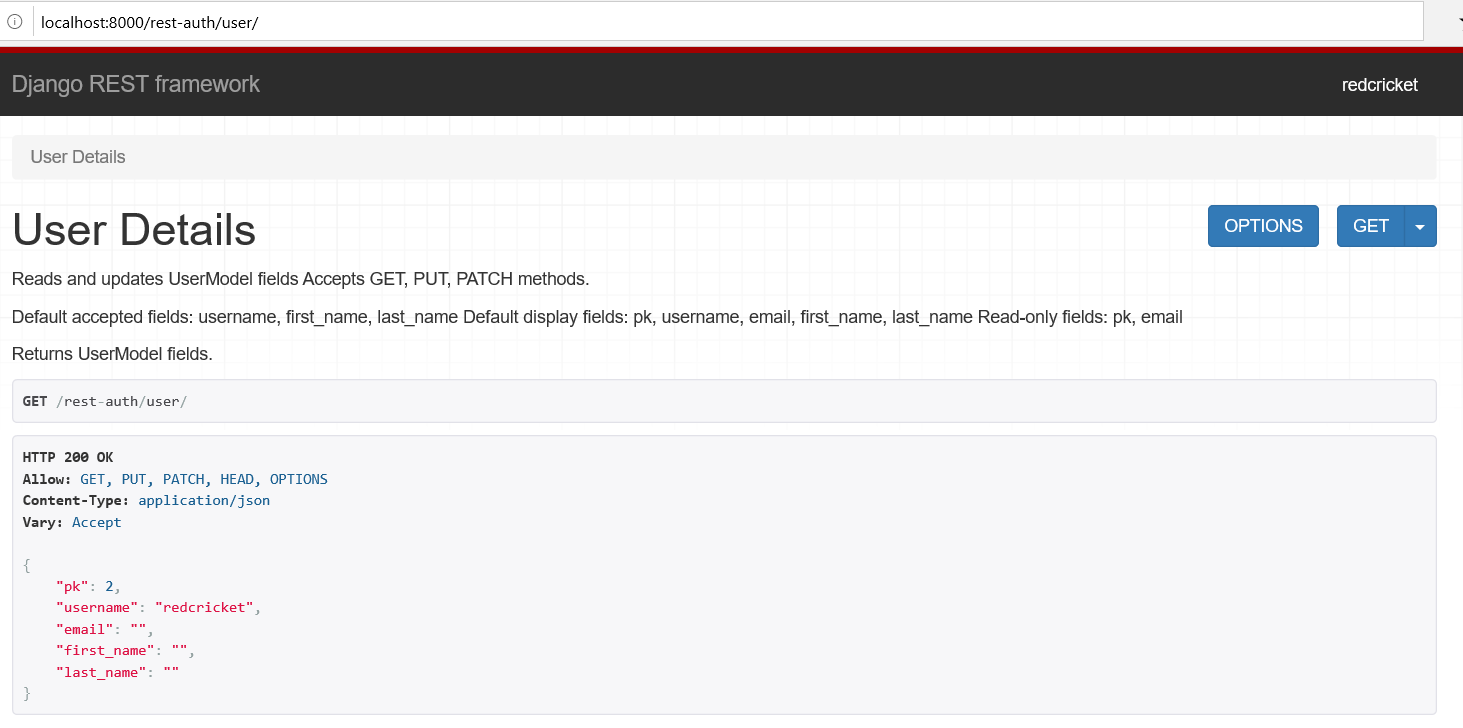 localhost:8000/rest-auth/user/
Django REST framework
redcricket
User Details
User Details
OPTIONS
GET
Reads and updates UserModel fields Accepts GET, PUT, PATCH methods.
Default accepted fields: username, first_name, last_name Default display fields: pk, username, email, first_name, last_name Read-only fields: pk, email
Returns UserModel fields.
GET /rest-auth/user/
HTTP 200 OK
Allow: GET, PUT, PATCH, HEAD, OPTIONS
Content-Type: application/json
Vary: Accept
{
    "pk": 2,
    "username": "redcricket",
    "email": "",
    "first_name": "",
    "last_name": ""
}